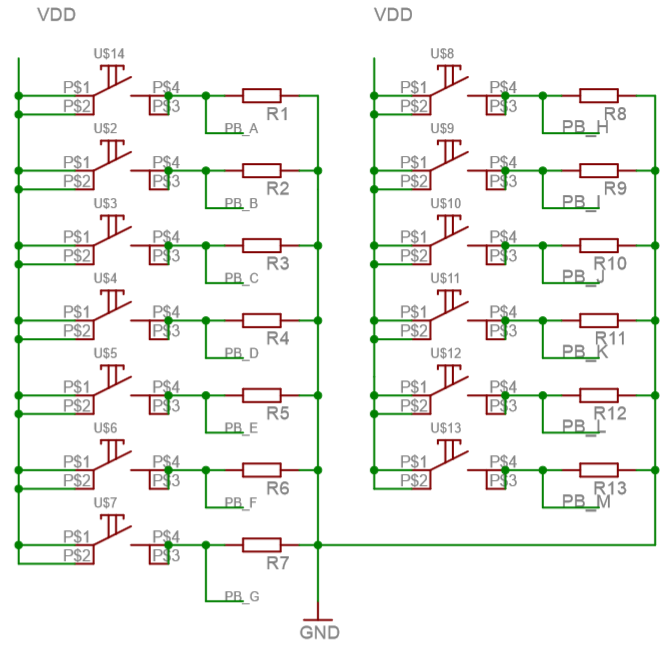 VDD
VDD
U$14
P$1
P$2
P$4
P$3
R1
PB_A
U$2
P$1
P$2
P$4
P$3
R2
PB_B
U$3
P$1
P$2
P$4
P$3
R3
PB_C
U$4
P$1
P$2
P$4
P$3
R4
PB_D
U$5
P$1
P$2
P$4
P$3
R5
PB_E
U$6
P$1
P$2
P$4
P$3
R6
PB_F
U$7
P$1
P$2
P$4
P$3
R7
PB_G
GND
U$8
P$1
P$2
P$4
P$3
R8
PB_H
U$9
P$1
P$2
P$4
P$3
R9
PB_I
U$10
P$1
P$2
P$4
P$3
R10
PB_J
U$11
P$1
P$2
P$4
P$3
R11
PB_K
U$12
P$1
P$2
P$4
P$3
R12
PB_L
U$13
P$1
P$2
P$4
P$3
R13
PB_M